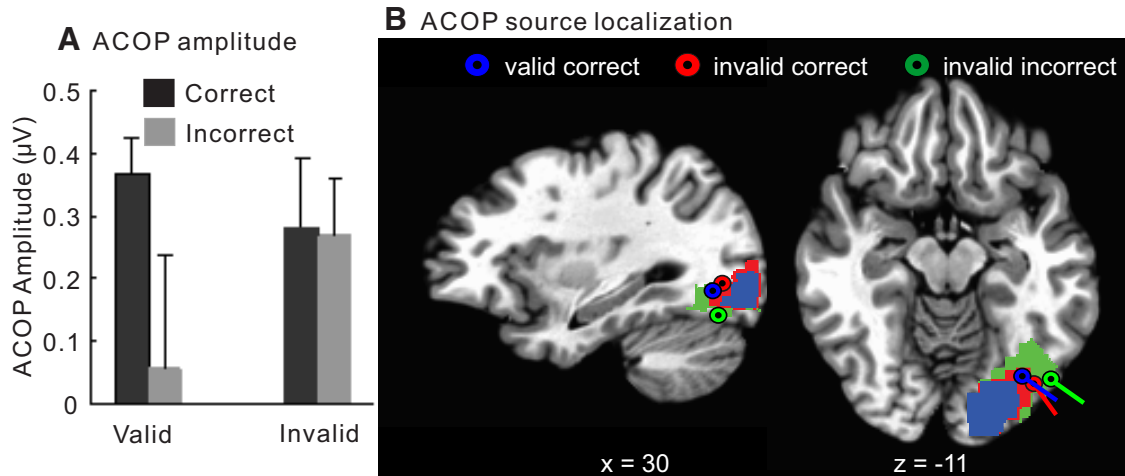 A ACOP amplitude
0.5
0.4
0.3
0.2
0.1
0
ACOP Amplitude (μV)
Correct
Incorrect
Valid
Invalid
B ACOP source localization
valid correct
invalid correct
invalid incorrect
x = 30
z = -11